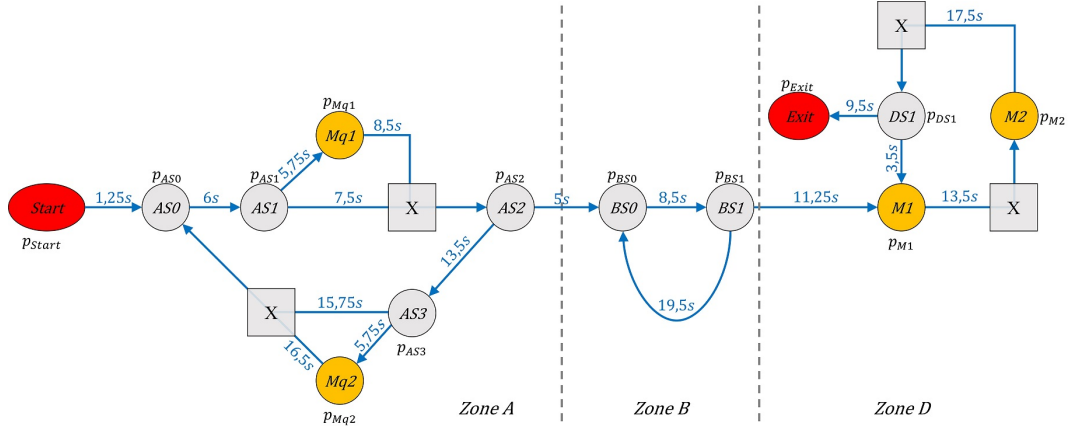 X
17,5s
p_Exit
Exit
9,5s
DS1
p_DS1
M2
p_M2
3,5s
p_Mq1
Mq1
8,5s
5,75s
Start
p_Start
1,25s
p_AS0
AS0
6s
p_AS1
AS1
7,5s
X
p_AS2
AS2
5s
p_BS0
BS0
8,5s
p_BS1
BS1
11,25s
M1
p_M1
13,5s
X
13,5s
19,5s
X
15,75s
AS3
p_AS3
5,75s
16,5s
Mq2
p_Mq2
Zone A
Zone B
Zone D